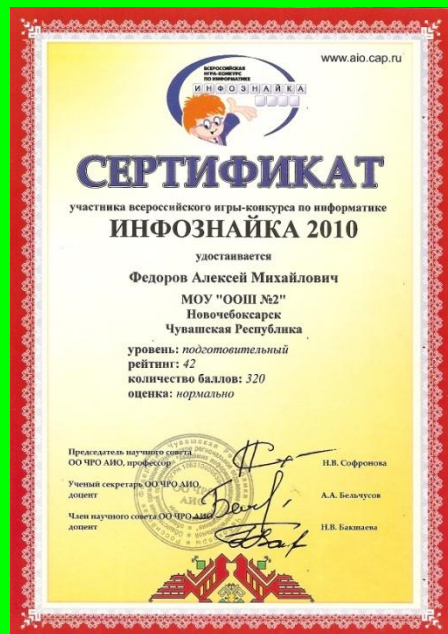 www.aio.cap.ru
ВСЕРОССИЙСКАЯ
ИГРА-КОНКУРС
ПО ИНФОРМАТИКЕ
ИНФОЗНАЙКА
СЕРТИФИКАТ
участника всероссийского игры-конкурса по информатике
ИНФОЗНАЙКА 2010
удостаивается
Федоров Алексей Михайлович
МОУ "ООШ №2"
Новочебоксарск
Чувашская Республика
уровень: подготовительный
рейтинг: 42
количество баллов: 320
оценка: нормально
Председатель научного совета
ОО ЧРО АИО, профессор
Н.В. Софронова
Ученый секретарь ОО ЧРО АИО,
доцент
А.А. Бельчусов
Член научного совета ОО ЧРО АИО
доцент
Н.В. Бакшаева